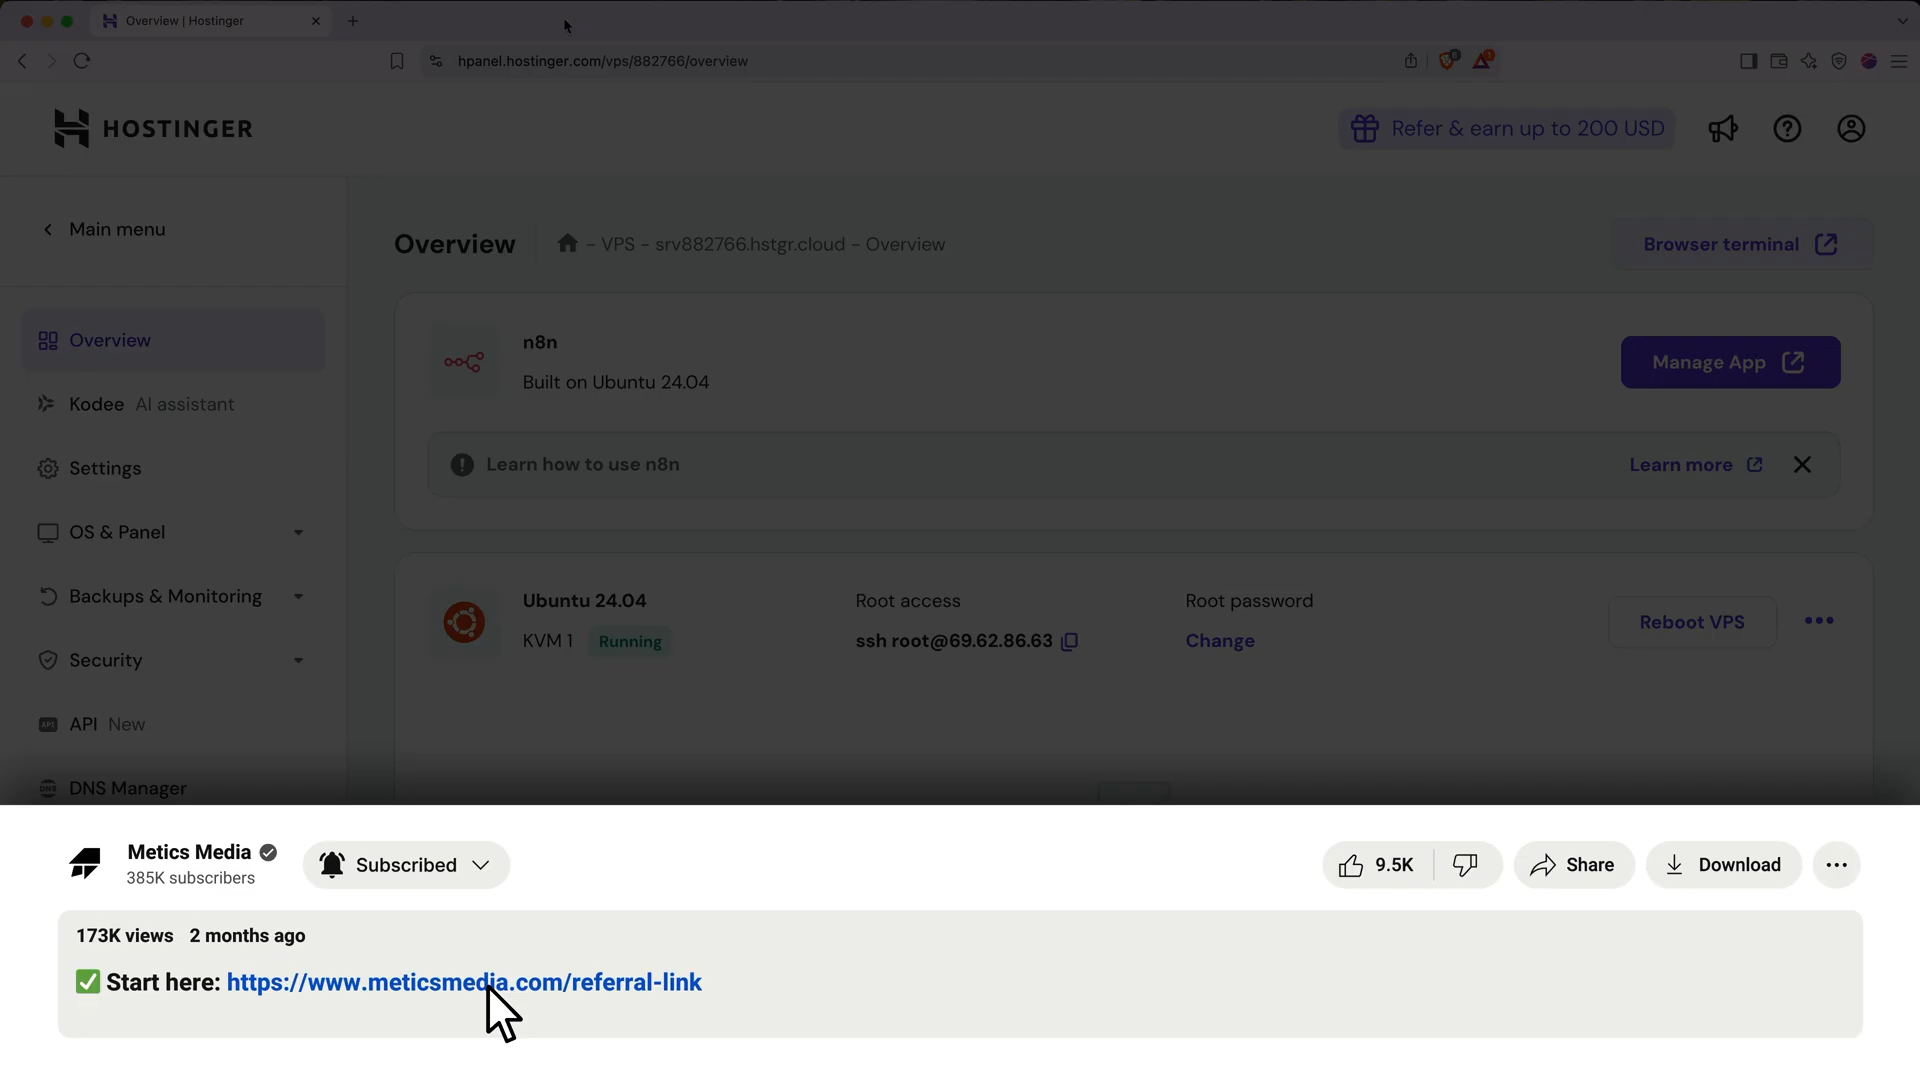 Overview | Hostinger
hpanel.hostinger.com/vps/882766/overview
HOSTINGER
Refer & earn up to 200 USD
Main menu
Overview
- VPS - srv882766.hstgr.cloud - Overview
Browser terminal
Overview
Kodee AI assistant
Settings
OS & Panel
Backups & Monitoring
Security
API New
DNS Manager
n8n
Built on Ubuntu 24.04
Manage App
Learn how to use n8n
Learn more
Ubuntu 24.04
KVM 1 Running
Root access
ssh root@69.62.86.63
Root password
Change
Reboot VPS
Metics Media
385K subscribers
Subscribed
9.5K
Share
Download
173K views 2 months ago
✅ Start here: https://www.meticsmedia.com/referral-link